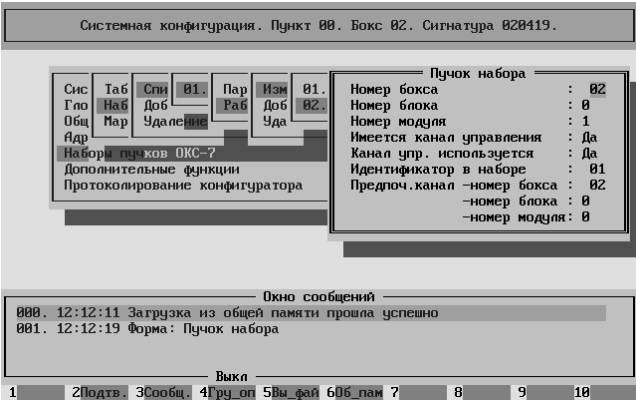 Системная конфигурация. Пункт 00. Бокс 02. Сигнатура 020419.
Сис Таб Спи 01. Пар Изм 01.
Гло Наб Доб Раб Доб 02.
Общ Мар Удаление Уда
Адр
Наборы пучков ОКС-7
Дополнительные функции
Протоколирование конфигуратора
Пучок набора
Номер бокса : 02
Номер блока : 0
Номер модуля : 1
Имеется канал управления : Да
Канал упр. используется : Да
Идентификатор в наборе : 01
Предпоч.канал -номер бокса : 02
-номер блока : 0
-номер модуля: 0
Окно сообщений
000. 12:12:11 Загрузка из общей памяти прошла успешно
001. 12:12:19 Форма: Пучок набора
Выкл
1 2Подтв. 3Сообщ. 4Гру_оп 5Вы_фай 6Об_пам 7 8 9 10